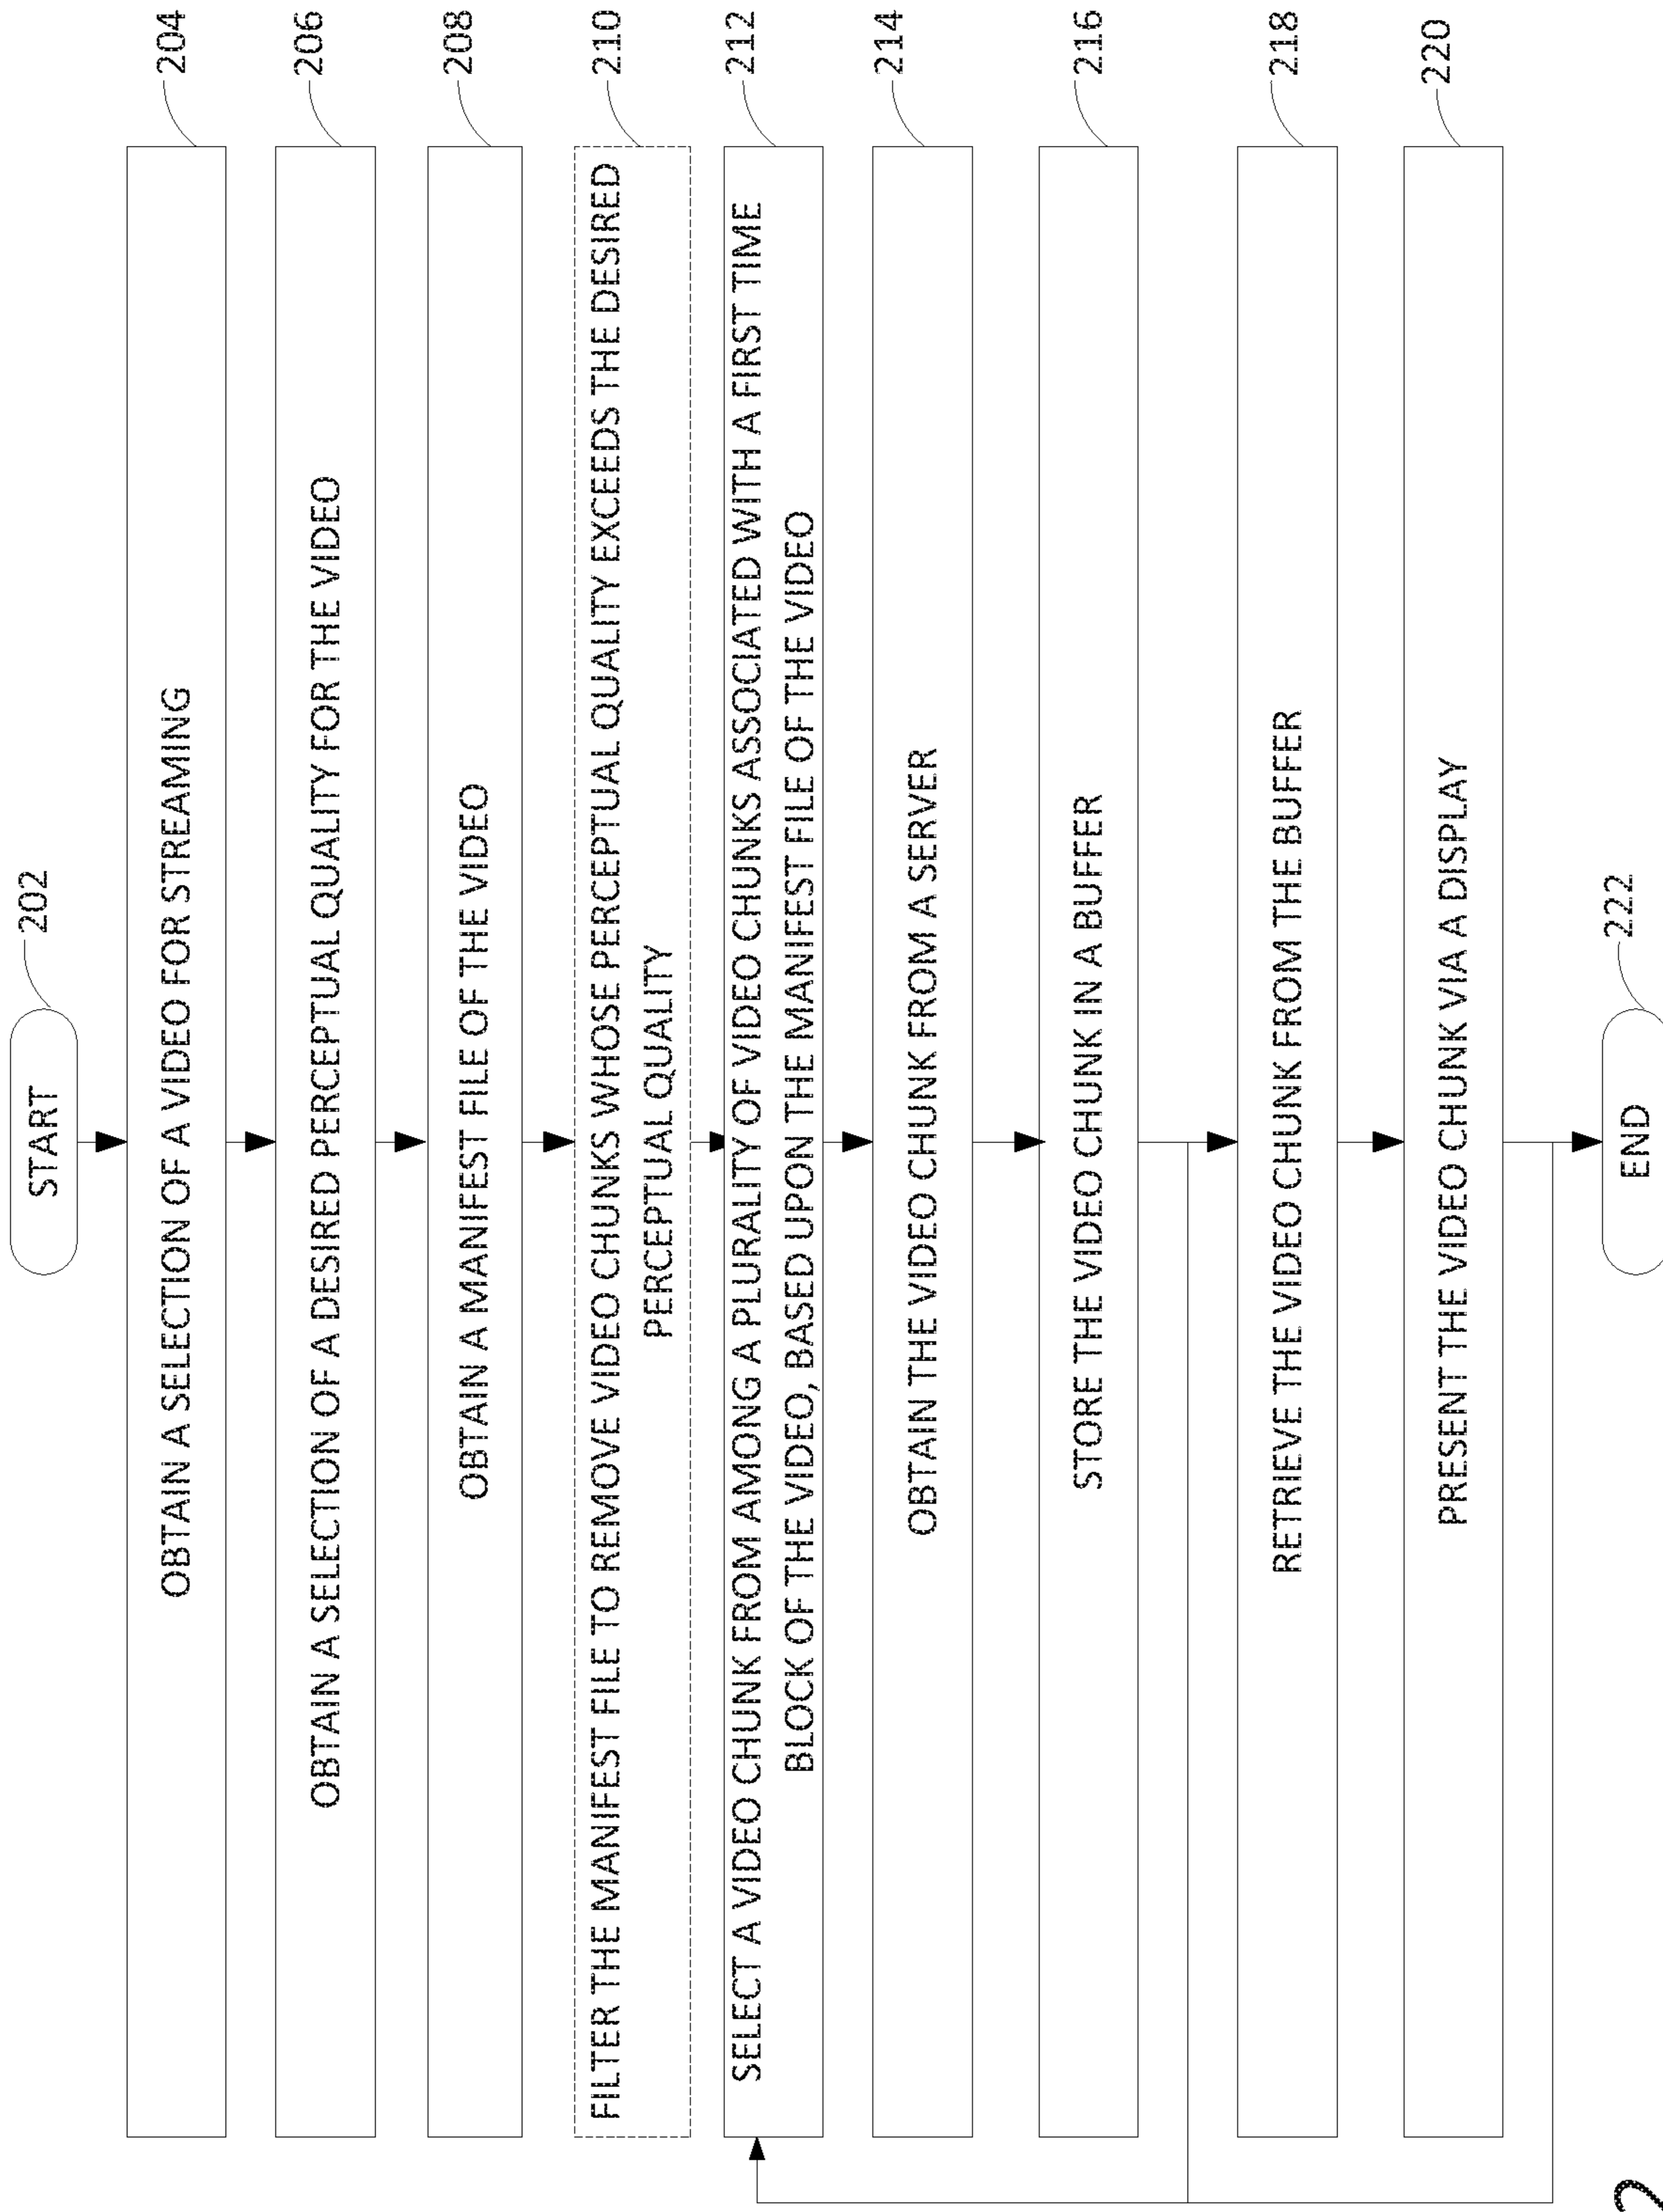 START
202
OBTAIN A SELECTION OF A VIDEO FOR STREAMING
204
OBTAIN A SELECTION OF A DESIRED PERCEPTUAL QUALITY FOR THE VIDEO
206
OBTAIN A MANIFEST FILE OF THE VIDEO
208
FILTER THE MANIFEST FILE TO REMOVE VIDEO CHUNKS WHOSE PERCEPTUAL QUALITY EXCEEDS THE DESIRED
PERCEPTUAL QUALITY
210
SELECT A VIDEO CHUNK FROM AMONG A PLURALITY OF VIDEO CHUNKS ASSOCIATED WITH A FIRST TIME
BLOCK OF THE VIDEO, BASED UPON THE MANIFEST FILE OF THE VIDEO
212
OBTAIN THE VIDEO CHUNK FROM A SERVER
214
STORE THE VIDEO CHUNK IN A BUFFER
216
RETRIEVE THE VIDEO CHUNK FROM THE BUFFER
218
PRESENT THE VIDEO CHUNK VIA A DISPLAY
220
END
222
2